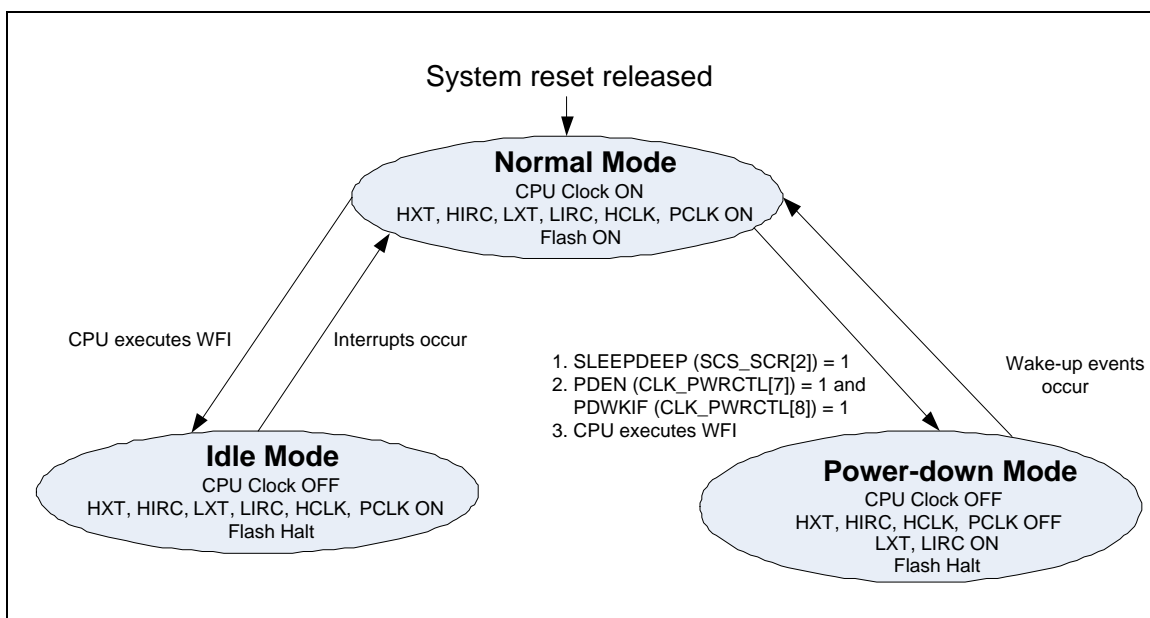 System reset released
Normal Mode
CPU Clock ON
HXT, HIRC, LXT, LIRC, HCLK, PCLK ON
Flash ON
CPU executes WFI
Interrupts occur
1. SLEEPDEEP (SCS_SCR[2]) = 1
2. PDEN (CLK_PWRCTL[7]) = 1 and
PDWKIF (CLK_PWRCTL[8]) = 1
3. CPU executes WFI
Wake-up events
occur
Idle Mode
CPU Clock OFF
HXT, HIRC, LXT, LIRC, HCLK, PCLK ON
Flash Halt
Power-down Mode
CPU Clock OFF
HXT, HIRC, HCLK, PCLK OFF
LXT, LIRC ON
Flash Halt